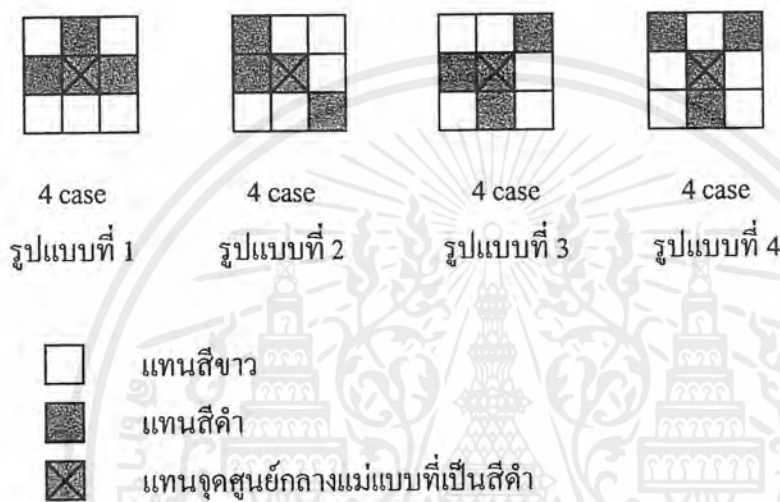 4 case 4 case 4 case 4 case
รูปแบบที่ 1 รูปแบบที่ 2 รูปแบบที่ 3 รูปแบบที่ 4
แทนสีขาว
แทนสีดำ
แทนจุดศูนย์กลางแม่แบบที่เป็นสีดำ